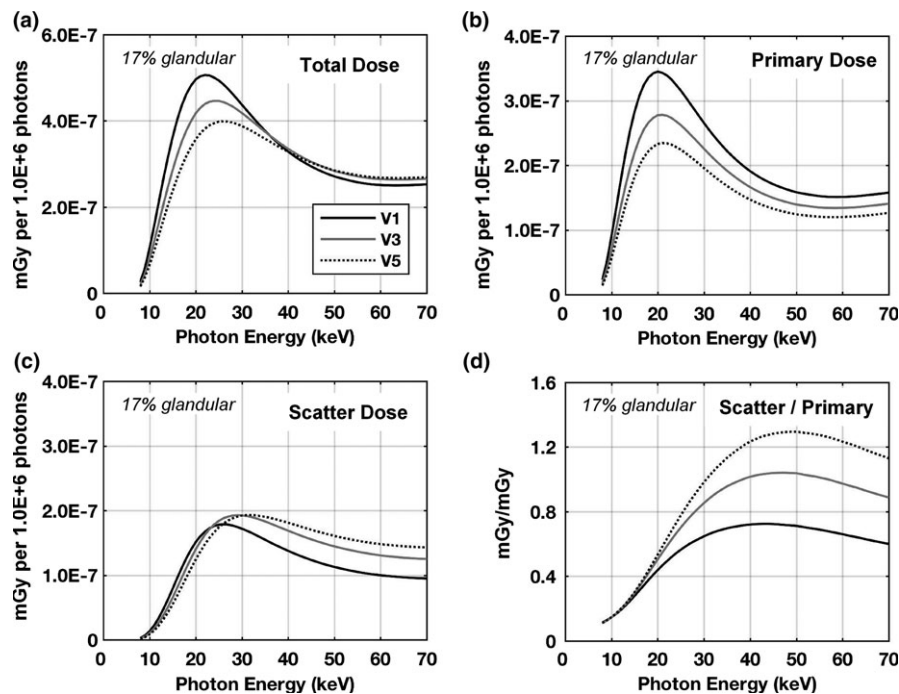 (a)
6.0E-7
4.0E-7
2.0E-7
0
mGy per 1.0E+6 photons
17% glandular
Total Dose
V1
V3
V5
0 10 20 30 40 50 60 70
Photon Energy (keV)
(b)
4.0E-7
3.0E-7
2.0E-7
1.0E-7
0
mGy per 1.0E+6 photons
17% glandular
Primary Dose
0 10 20 30 40 50 60 70
Photon Energy (keV)
(c)
4.0E-7
3.0E-7
2.0E-7
1.0E-7
0
mGy per 1.0E+6 photons
17% glandular
Scatter Dose
0 10 20 30 40 50 60 70
Photon Energy (keV)
(d)
1.6
1.2
0.8
0.4
0
mGy/mGy
17% glandular
Scatter / Primary
0 10 20 30 40 50 60 70
Photon Energy (keV)